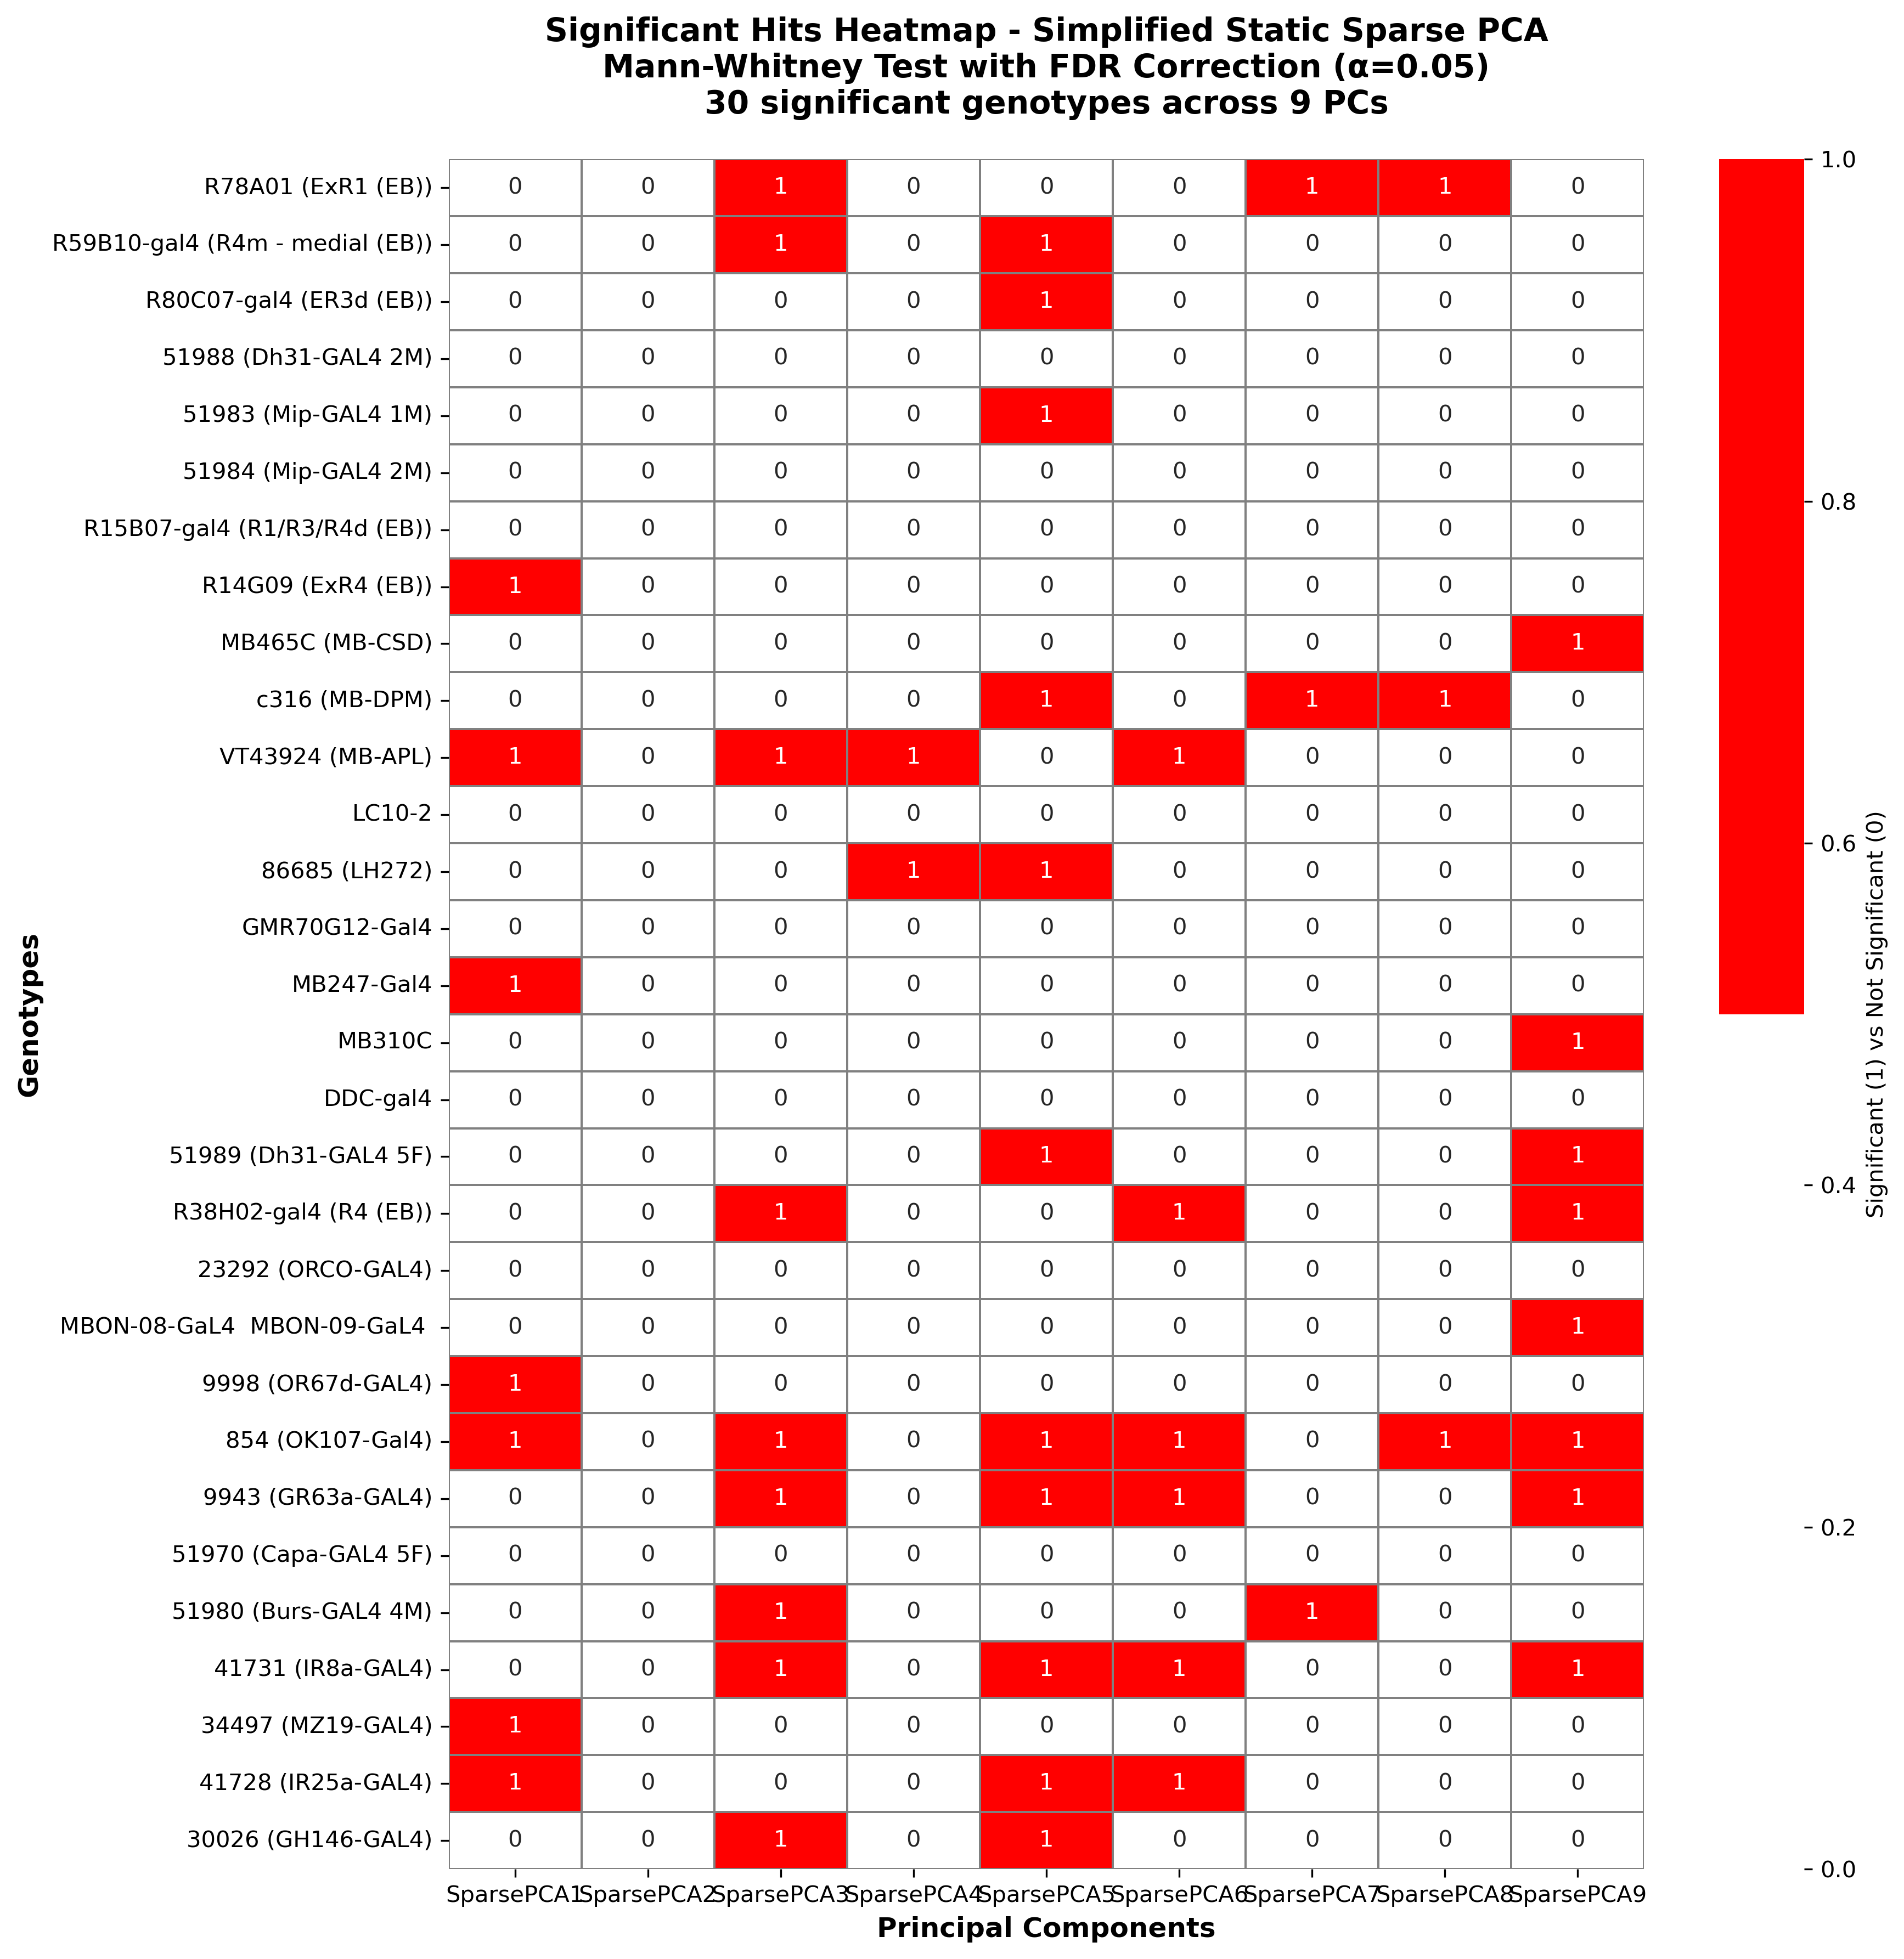 Significant Hits Heatmap - Simplified Static Sparse PCA
Mann-Whitney Test with FDR Correction (α=0.05)
30 significant genotypes across 9 PCs
R78A01 (ExR1 (EB)) 0 0 1 0 0 0 1 1 0
R59B10-gal4 (R4m - medial (EB)) 0 0 1 0 1 0 0 0 0
R80C07-gal4 (ER3d (EB)) 0 0 0 0 1 0 0 0 0
51988 (Dh31-GAL4 2M) 0 0 0 0 0 0 0 0 0
51983 (Mip-GAL4 1M) 0 0 0 0 1 0 0 0 0
51984 (Mip-GAL4 2M) 0 0 0 0 0 0 0 0 0
R15B07-gal4 (R1/R3/R4d (EB)) 0 0 0 0 0 0 0 0 0
R14G09 (ExR4 (EB)) 1 0 0 0 0 0 0 0 0
MB465C (MB-CSD) 0 0 0 0 0 0 0 0 1
c316 (MB-DPM) 0 0 0 0 1 0 1 1 0
VT43924 (MB-APL) 1 0 1 1 0 1 0 0 0
LC10-2 0 0 0 0 0 0 0 0 0
86685 (LH272) 0 0 0 1 1 0 0 0 0
GMR70G12-Gal4 0 0 0 0 0 0 0 0 0
MB247-Gal4 1 0 0 0 0 0 0 0 0
MB310C 0 0 0 0 0 0 0 0 1
DDC-gal4 0 0 0 0 0 0 0 0 0
51989 (Dh31-GAL4 5F) 0 0 0 0 1 0 0 0 1
R38H02-gal4 (R4 (EB)) 0 0 1 0 0 1 0 0 1
23292 (ORCO-GAL4) 0 0 0 0 0 0 0 0 0
MBON-08-GaL4  MBON-09-GaL4 0 0 0 0 0 0 0 0 1
9998 (OR67d-GAL4) 1 0 0 0 0 0 0 0 0
854 (OK107-Gal4) 1 0 1 0 1 1 0 1 1
9943 (GR63a-GAL4) 0 0 1 0 1 1 0 0 1
51970 (Capa-GAL4 5F) 0 0 0 0 0 0 0 0 0
51980 (Burs-GAL4 4M) 0 0 1 0 0 0 1 0 0
41731 (IR8a-GAL4) 0 0 1 0 1 1 0 0 1
34497 (MZ19-GAL4) 1 0 0 0 0 0 0 0 0
41728 (IR25a-GAL4) 1 0 0 0 1 1 0 0 0
30026 (GH146-GAL4) 0 0 1 0 1 0 0 0 0
SparsePCA1 SparsePCA2 SparsePCA3 SparsePCA4 SparsePCA5 SparsePCA6 SparsePCA7 SparsePCA8 SparsePCA9
Principal Components
Genotypes
1.0
0.8
0.6
0.4
0.2
0.0
Significant (1) vs Not Significant (0)